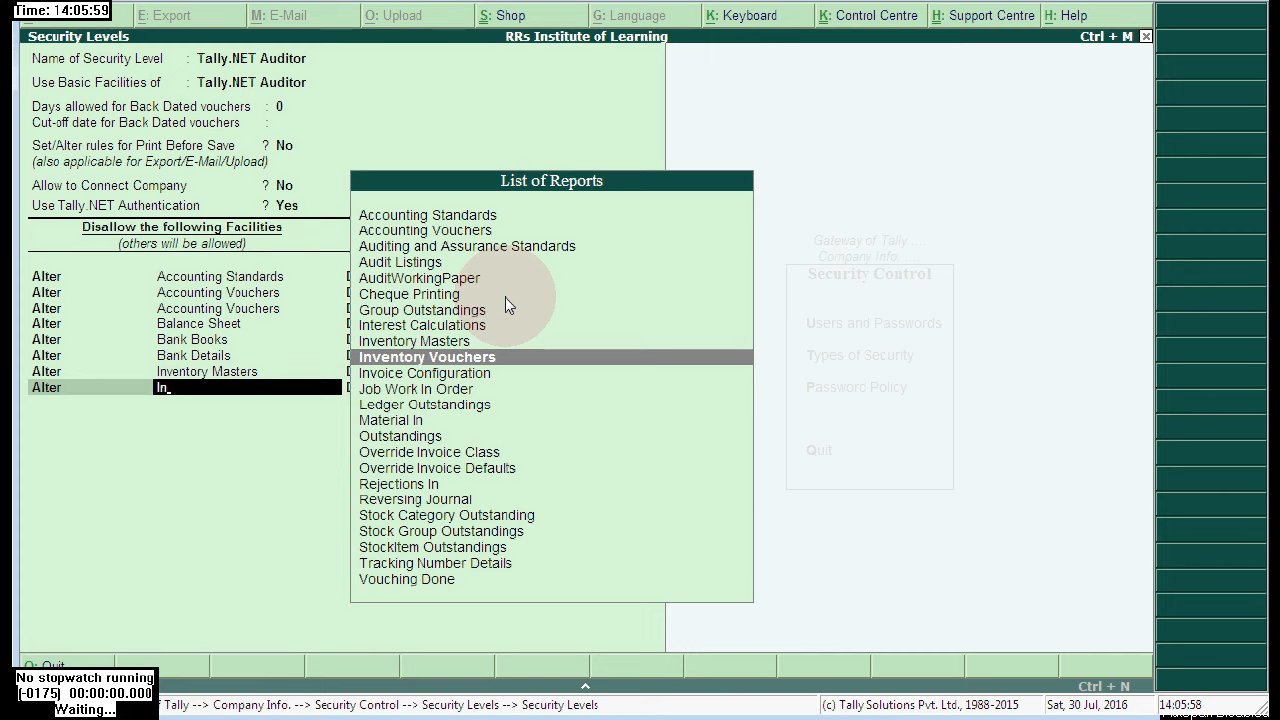 Time: 14:05:59
E: Export M: E-Mail O: Upload S: Shop G: Language K: Keyboard K: Control Centre H: Support Centre H: Help
Security Levels RRs Institute of Learning Ctrl + M
Name of Security Level : Tally.NET Auditor
Use Basic Facilities of : Tally.NET Auditor
Days allowed for Back Dated vouchers : 0
Cut-off date for Back Dated vouchers :
Set/Alter rules for Print Before Save ? No
(also applicable for Export/E-Mail/Upload)
Allow to Connect Company ? No
Use Tally.NET Authentication ? Yes
Disallow the following Facilities
(others will be allowed)
Alter Accounting Standards
Alter Accounting Vouchers
Alter Accounting Vouchers
Alter Balance Sheet
Alter Bank Books
Alter Bank Details
Alter Inventory Masters
Alter In
List of Reports
Accounting Standards
Accounting Vouchers
Auditing and Assurance Standards
Audit Listings
AuditWorkingPaper
Cheque Printing
Group Outstandings
Interest Calculations
Inventory Masters
Inventory Vouchers
Invoice Configuration
Job Work In Order
Ledger Outstandings
Material In
Outstandings
Override Invoice Class
Override Invoice Defaults
Rejections In
Reversing Journal
Stock Category Outstanding
Stock Group Outstandings
StockItem Outstandings
Tracking Number Details
Vouching Done
Gateway of Tally ....
Company Info.
Security Control
Users and Passwords
Types of Security
Password Policy
Quit
Q: Quit
Ctrl + N
No stopwatch running
[-0175] 00:00:00.000
Waiting...
f Tally --> Company Info. --> Security Control --> Security Levels --> Security Levels (c) Tally Solutions Pvt. Ltd., 1988-2015 Sat, 30 Jul, 2016 14:05:58